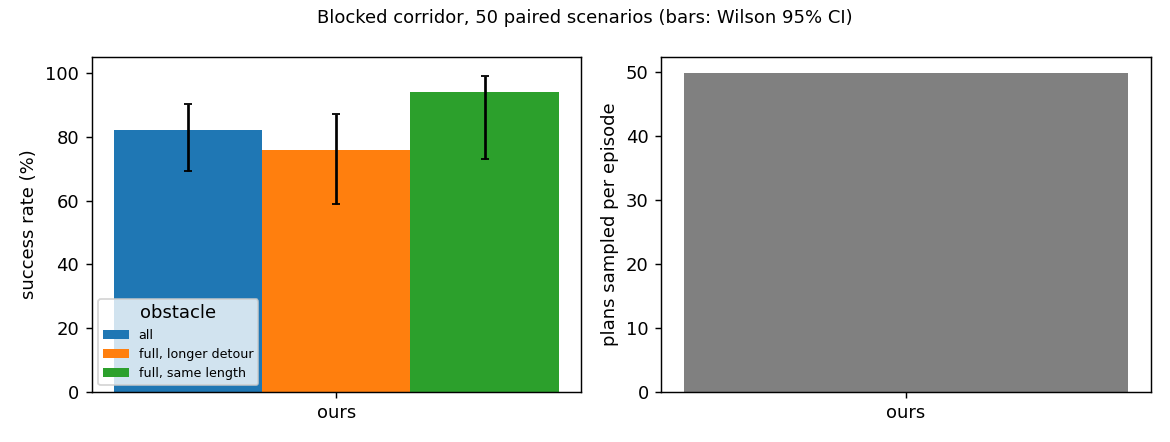 Blocked corridor, 50 paired scenarios (bars: Wilson 95% CI)
success rate (%)
100
80
60
40
20
0
obstacle
all
full, longer detour
full, same length
ours
plans sampled per episode
50
40
30
20
10
0
ours